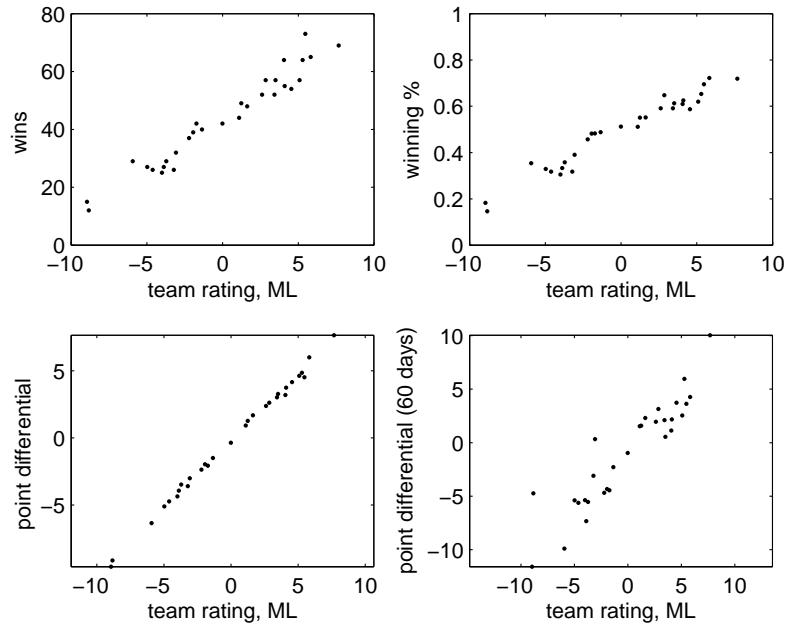 80
60
40
20
0
wins
−10 −5 0 5 10
team rating, ML
1
0.8
0.6
0.4
0.2
0
winning %
−10 −5 0 5 10
team rating, ML
5
0
−5
point differential
−10 −5 0 5 10
team rating, ML
10
5
0
−5
−10
point differential (60 days)
−10 −5 0 5 10
team rating, ML